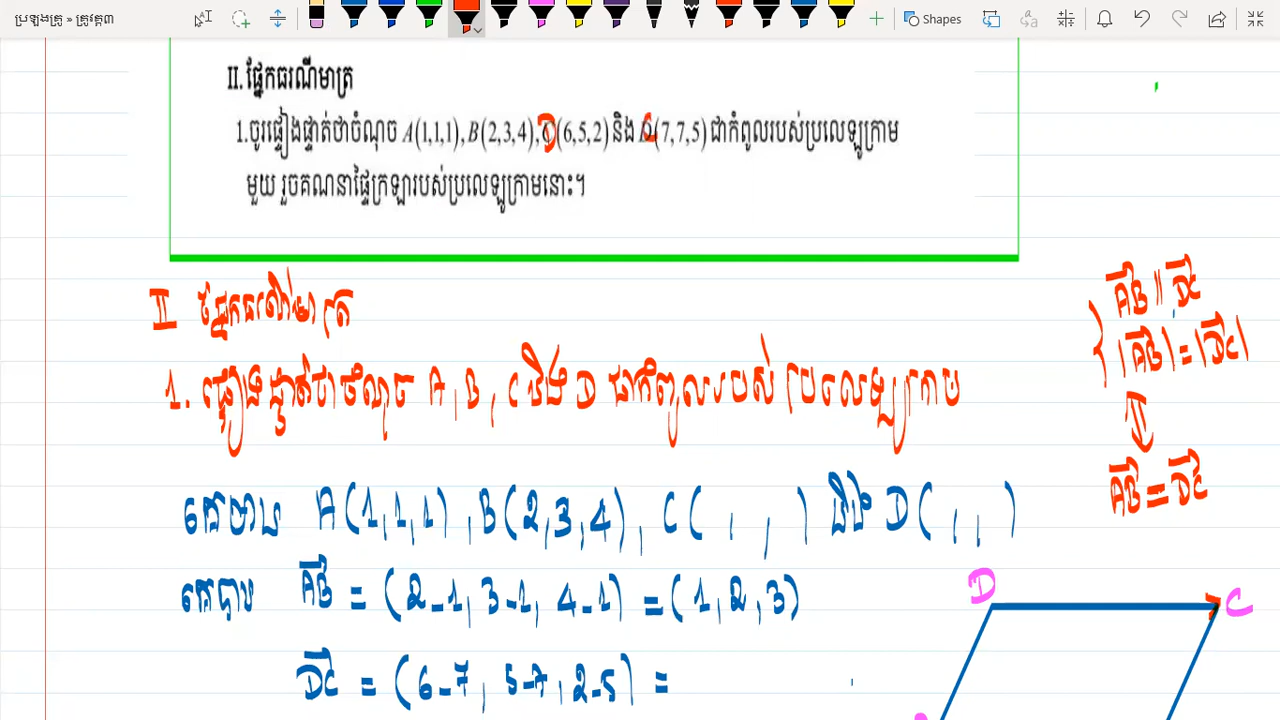 ប្រឡងគ្រូ » គ្រូវគ្គ៣
Shapes
II. ផ្នែកធរណីមាត្រ
1.ចូរផ្ទៀងផ្ទាត់ថាចំណុច A(1,1,1), B(2,3,4), D(6,5,2) និង C(7,7,5) ជាកំពូលរបស់ប្រលេឡូក្រាម
មួយ រួចគណនាផ្ទៃក្រឡារបស់ប្រលេឡូក្រាមនោះ។
II ផ្នែកធរណីមាត្រ
AB // DC
|AB| = |DC|
1. ផ្ទៀងផ្ទាត់ថាចំណុច A, B, C និង D ជាកំពូលរបស់ប្រលេឡូក្រាម
AB = DC
គេមាន A(1,1,1), B(2,3,4), C( , , ) និង D( , , )
គេបាន AB = (2-1, 3-1, 4-1) = (1, 2, 3)
D C
DC = (6-7, 5-7, 2-5) =